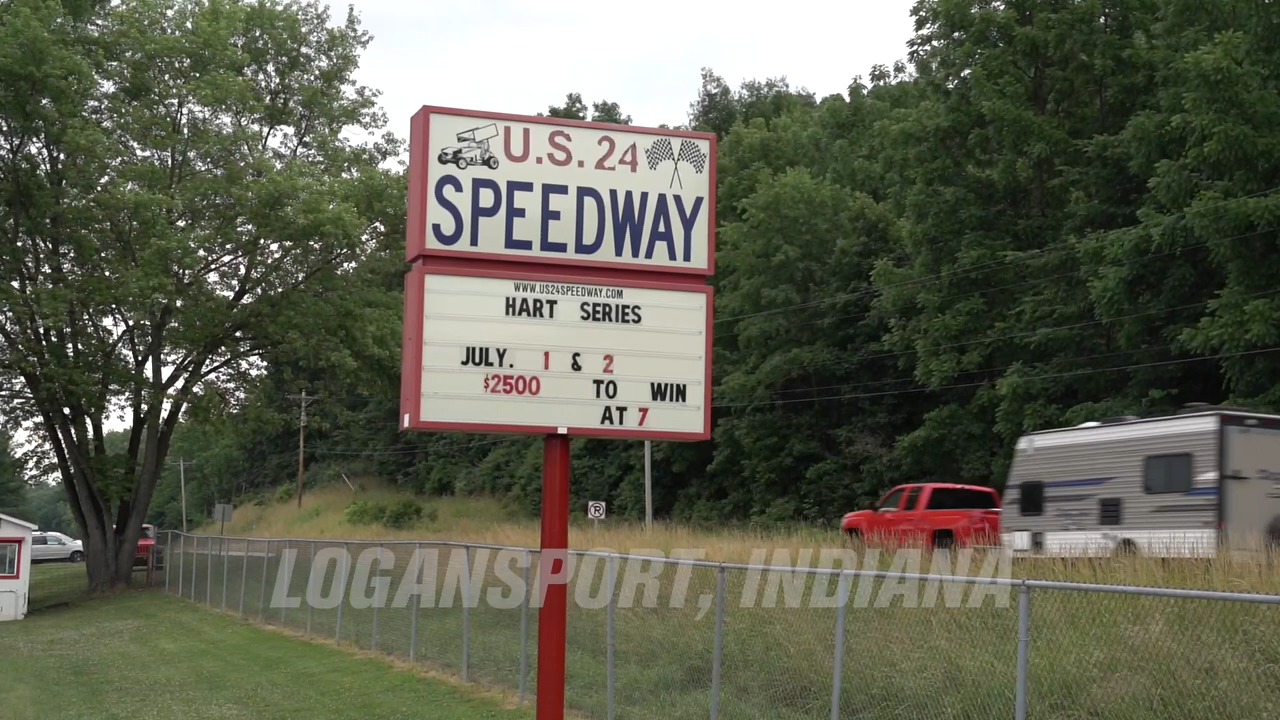 U.S. 24
SPEEDWAY
WWW.US24SPEEDWAY.COM
HART SERIES
JULY. 1 & 2
$2500 TO WIN
AT 7
R
LOGANSPORT, INDIANA